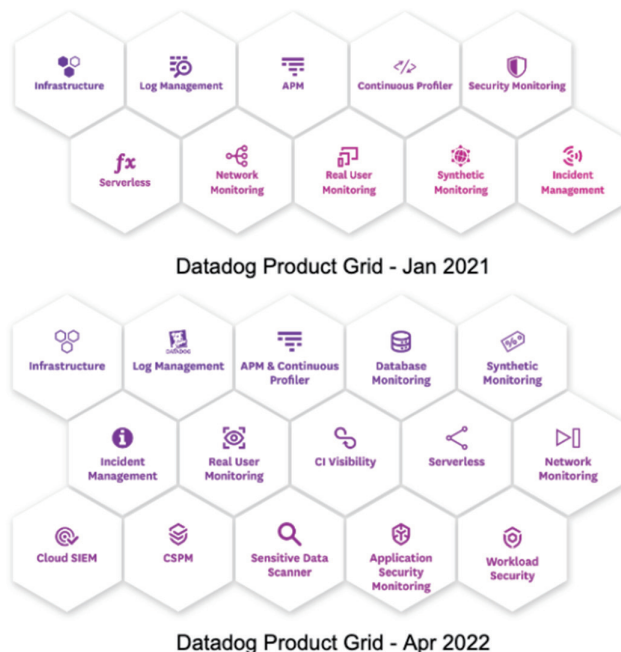 Infrastructure
Log Management
APM
Continuous Profiler
Security Monitoring
fx
Serverless
Network
Monitoring
Real User
Monitoring
Synthetic
Monitoring
Incident
Management
Datadog Product Grid - Jan 2021
Infrastructure
DATADOG
Log Management
APM & Continuous
Profiler
Database
Monitoring
Synthetic
Monitoring
Incident
Management
Real User
Monitoring
CI Visibility
Serverless
Network
Monitoring
Cloud SIEM
CSPM
Sensitive Data
Scanner
Application
Security
Monitoring
Workload
Security
Datadog Product Grid - Apr 2022